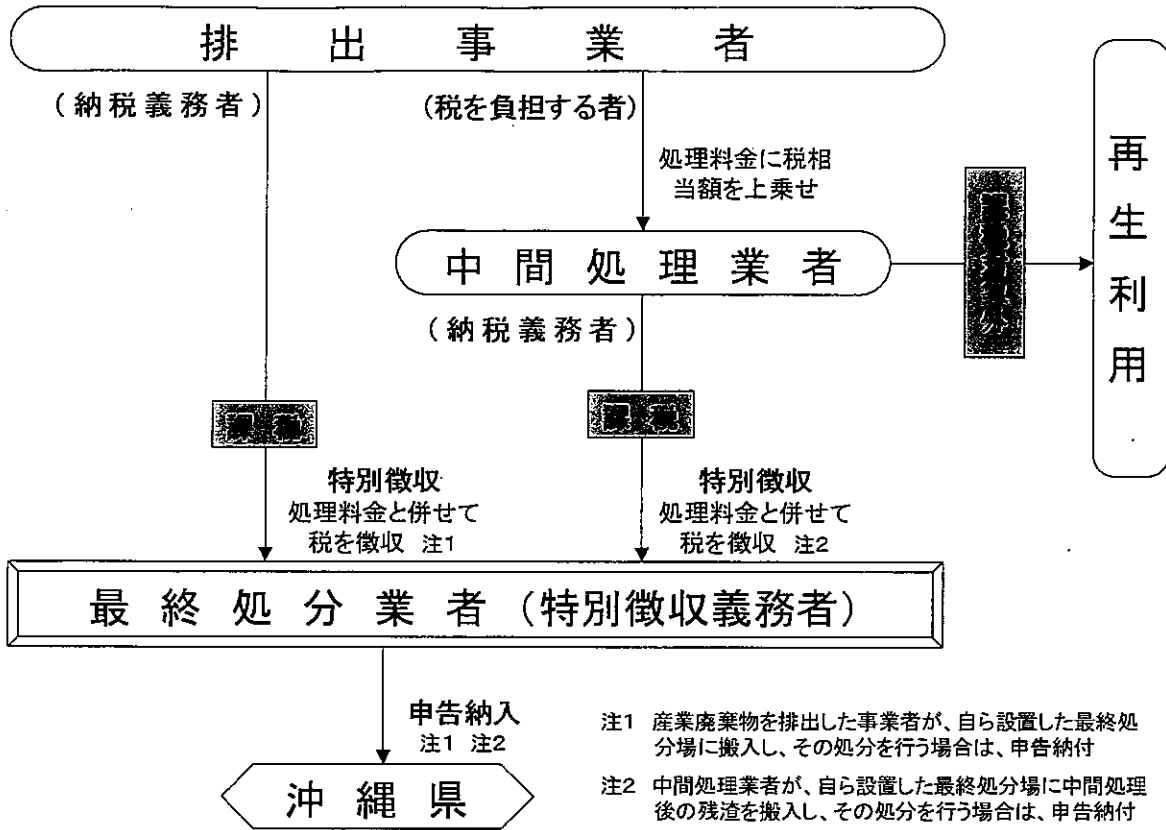 排出事業者
(納税義務者)
(税を負担する者)
処理料金に税相
当額を上乗せ
中間処理業者
(納税義務者)
再生利用
課税
課税
特別徴収
処理料金と併せて
税を徴収 注1
特別徴収
処理料金と併せて
税を徴収 注2
最終処分業者(特別徴収義務者)
申告納入
注1 注2
沖縄県
注1 産業廃棄物を排出した事業者が、自ら設置した最終処
分場に搬入し、その処分を行う場合は、申告納付
注2 中間処理業者が、自ら設置した最終処分場に中間処理
後の残渣を搬入し、その処分を行う場合は、申告納付